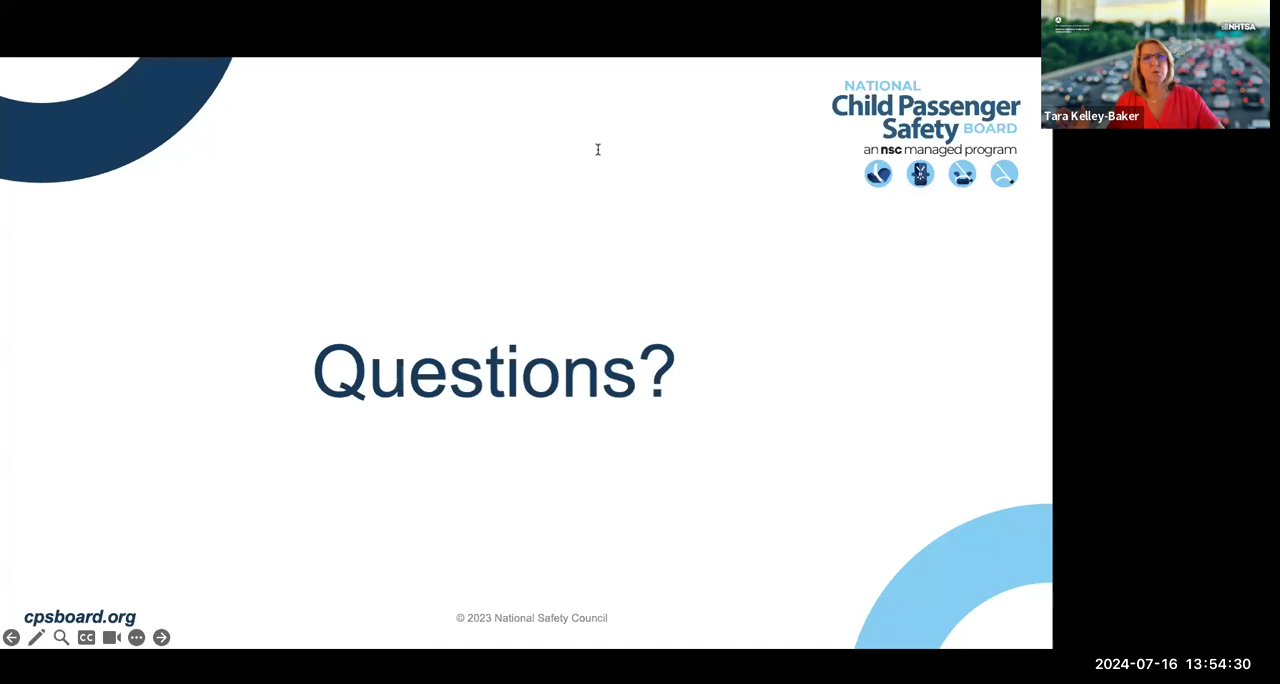 NHTSA
Tara Kelley-Baker
NATIONAL
Child Passenger
Safety BOARD
an nsc managed program
Questions?
cpsboard.org
© 2023 National Safety Council
CC
2024-07-16 13:54:30